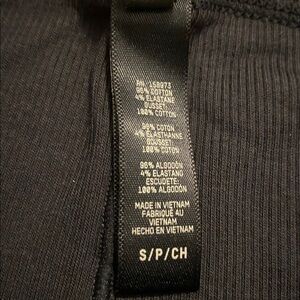 RN. 158973
96% COTTON
4% ELASTANE
GUSSET:
100% COTTON
96% COTON
4% ELASTHANNE
GOUSSET:
100% COTON
96% ALGODÓN
4% ELASTANO
ESCUDETE:
100% ALGODÓN
MADE IN VIETNAM
FABRIQUÉ AU
VIETNAM
HECHO EN VIETNAM
S/P/CH